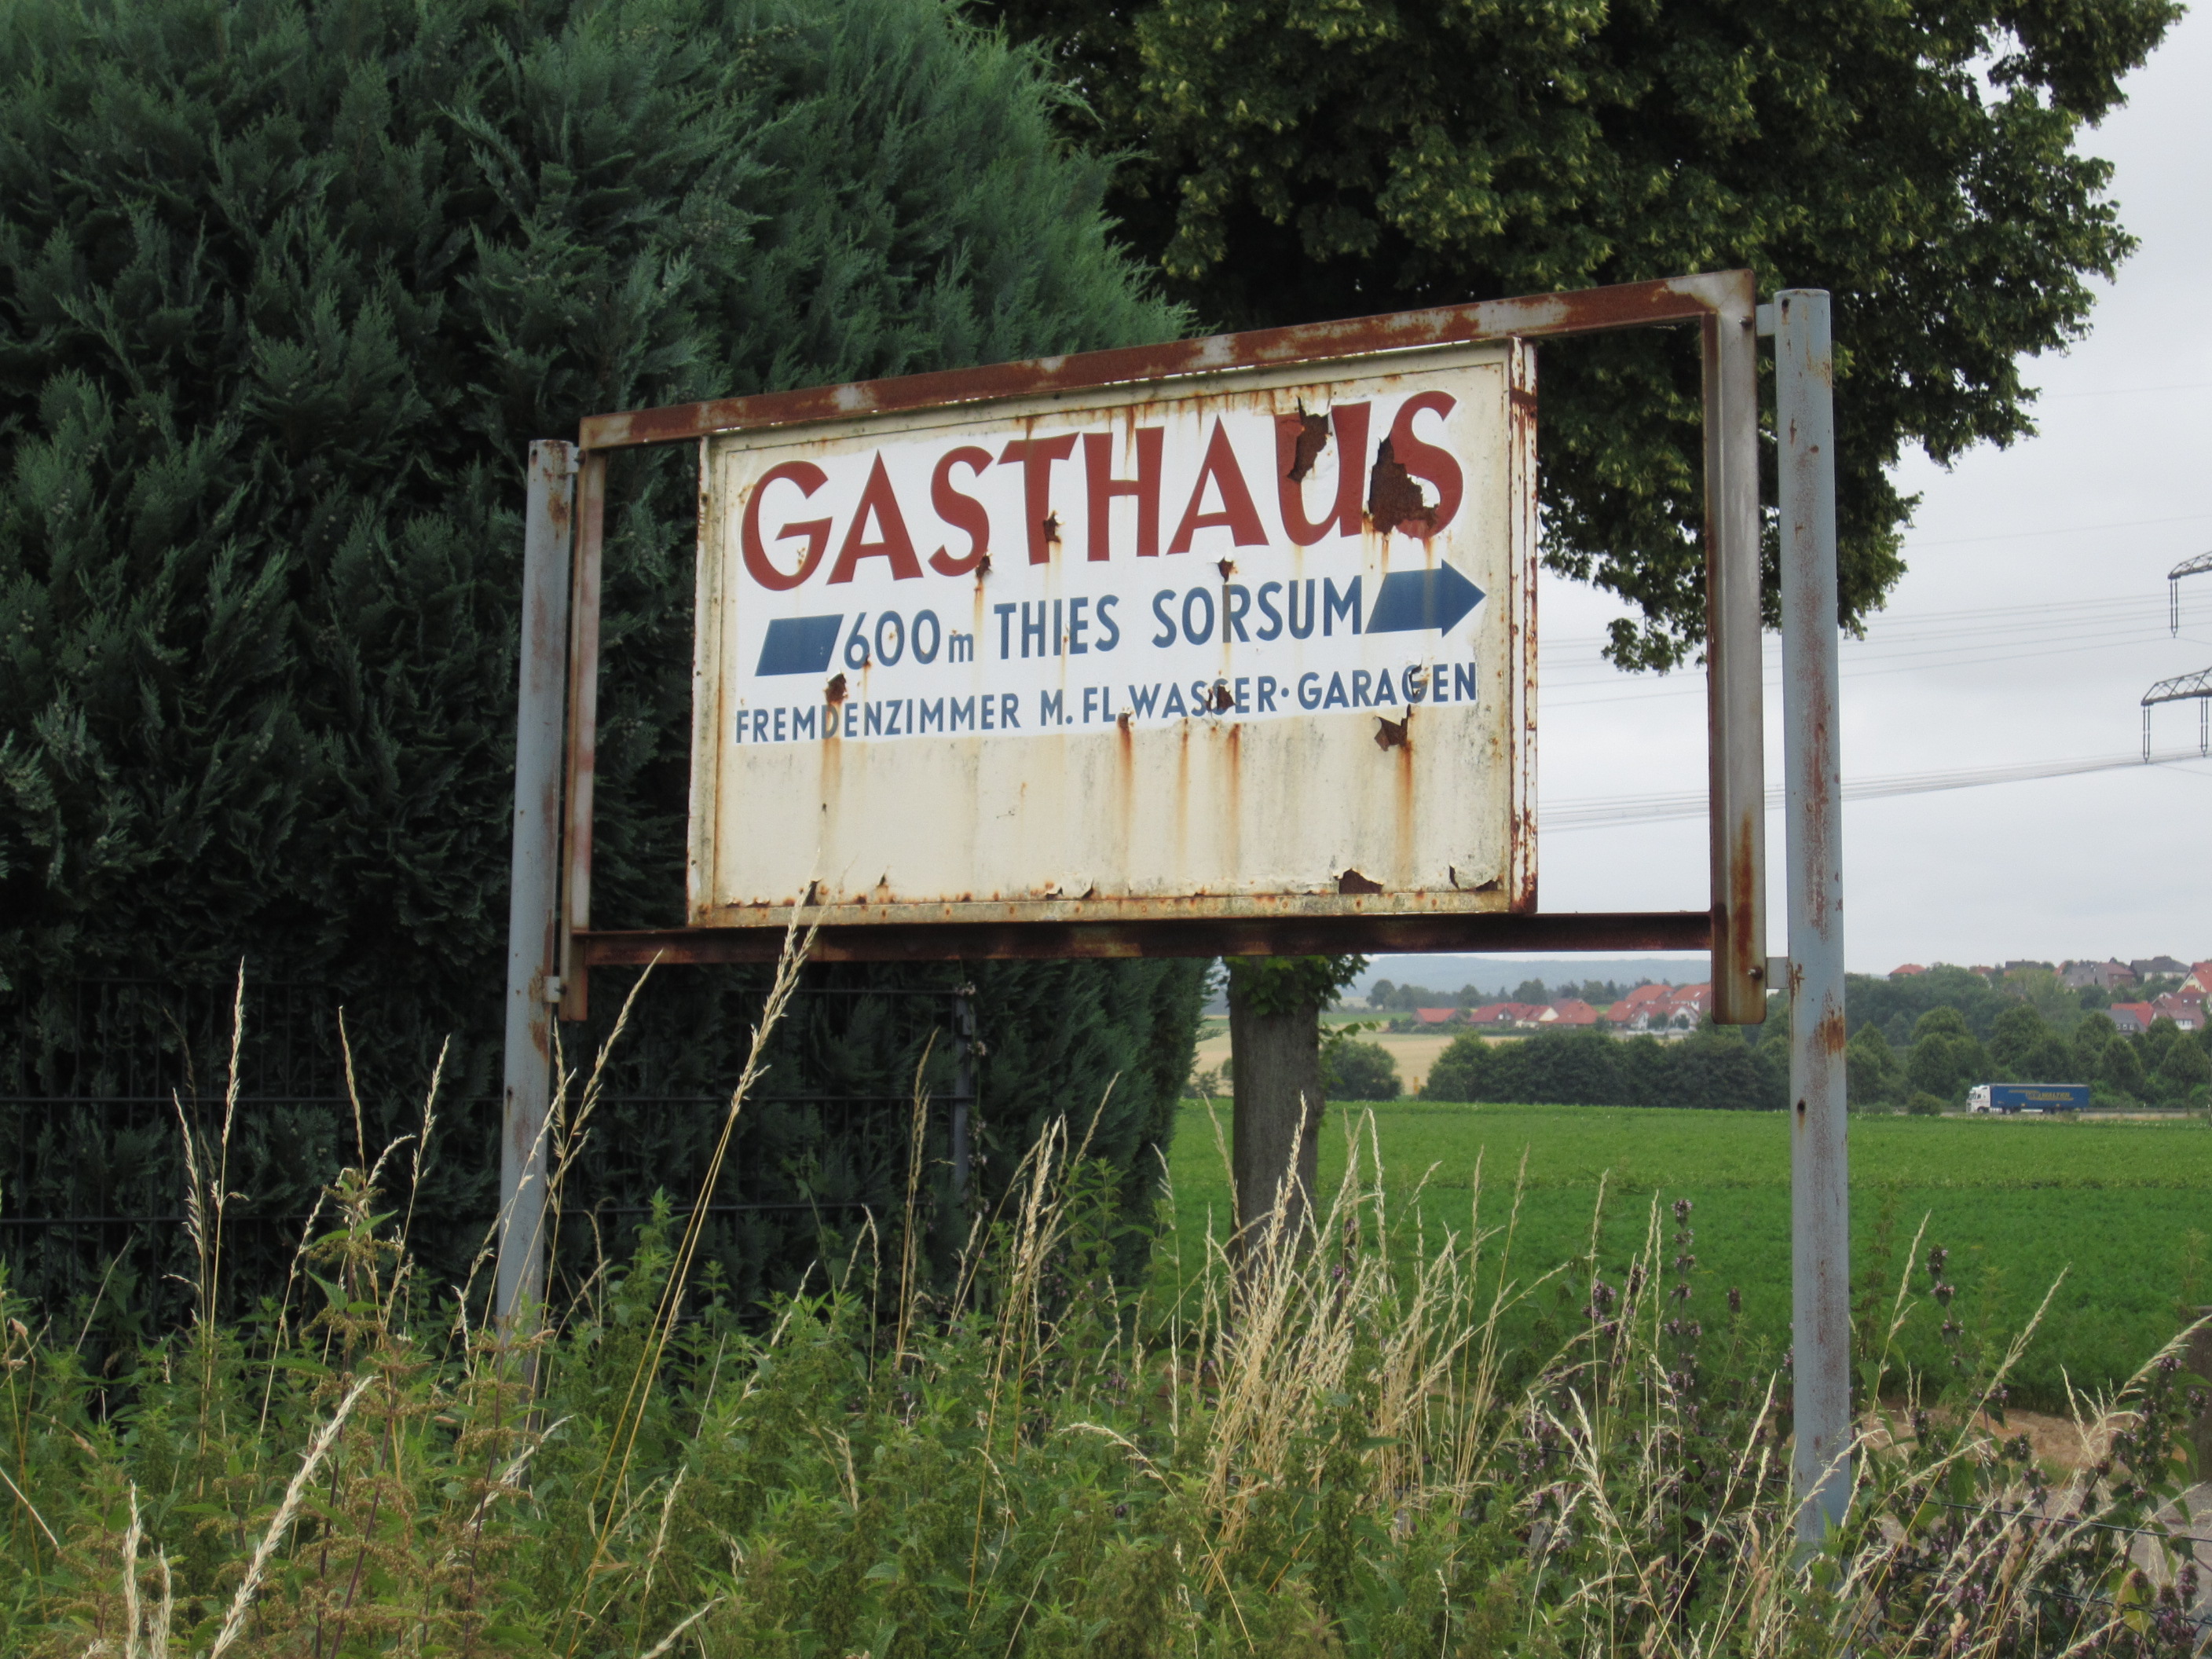 GASTHAUS
600m THIES SORSUM
FREMDENZIMMER M. FL. WASSER · GARAGEN